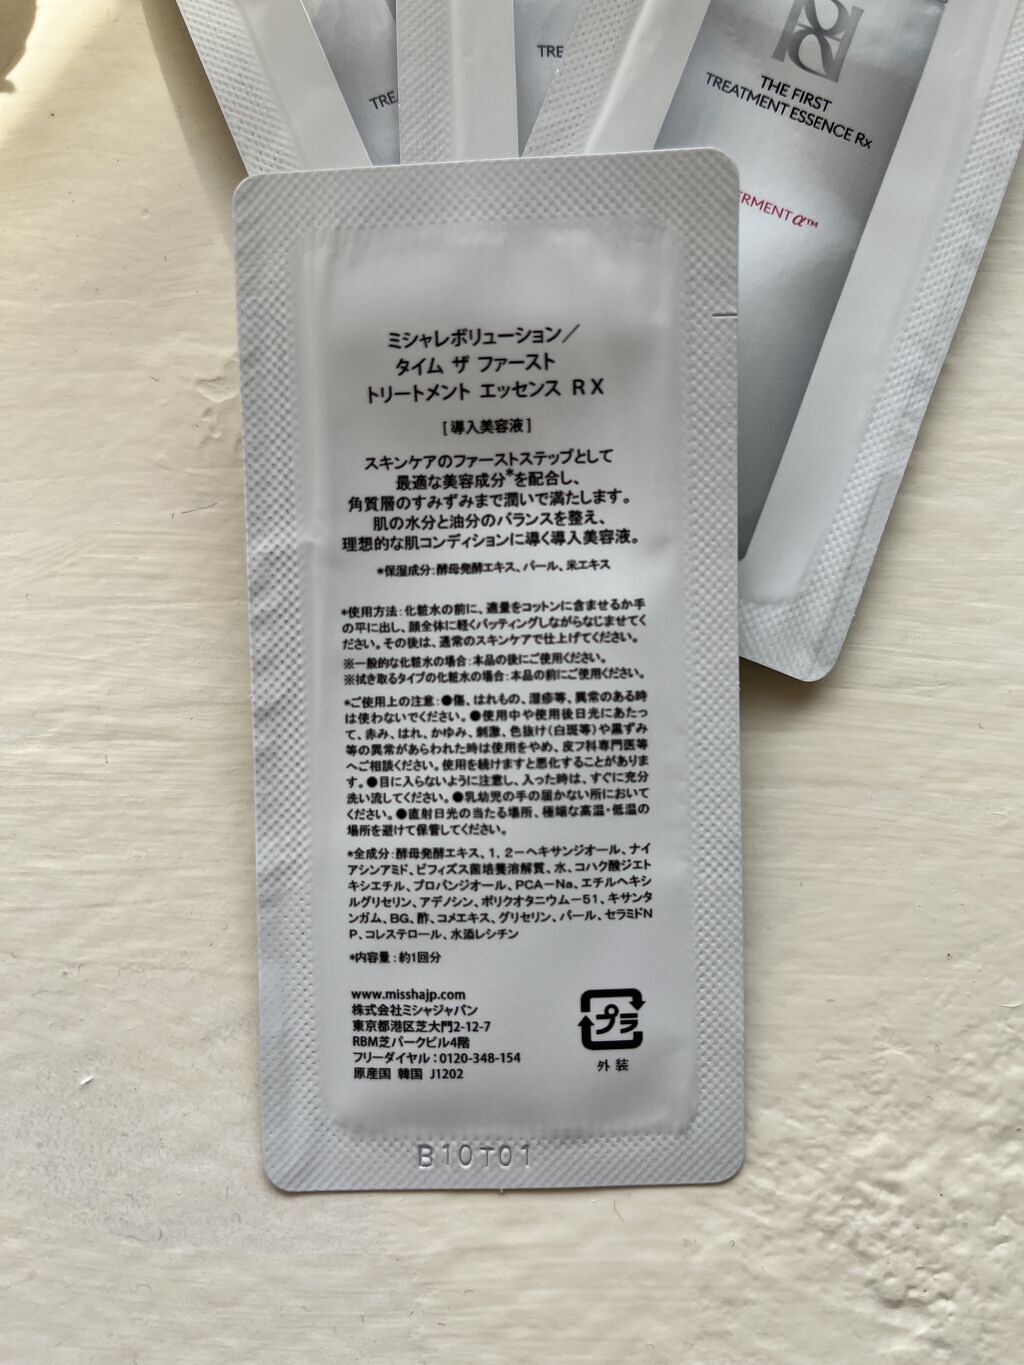 TRE
TRE
THE FIRST
TREATMENT ESSENCE Rx
ERMENT α™
ミシャレボリューション／
タイム ザ ファースト
トリートメント エッセンス RX
[導入美容液]
スキンケアのファーストステップとして
最適な美容成分*を配合し、
角質層のすみずみまで潤いで満たします。
肌の水分と油分のバランスを整え、
理想的な肌コンディションに導く導入美容液。
*保湿成分:酵母発酵エキス、パール、米エキス
*使用方法:化粧水の前に、適量をコットンに含ませるか手
の平に出し、顔全体に軽くパッティングしながらなじませてく
ださい。その後は、通常のスキンケアで仕上げてください。
※一般的な化粧水の場合:本品の後にご使用ください。
※拭き取るタイプの化粧水の場合:本品の前にご使用ください。
*ご使用上の注意:●傷、はれもの、湿疹等、異常のある時
は使わないでください。●使用中や使用後日光にあたっ
て、赤み、はれ、かゆみ、刺激、色抜け(白斑等)や黒ずみ
等の異常があらわれた時は使用をやめ、皮フ科専門医等
へご相談ください。使用を続けますと悪化することがありま
す。●目に入らないように注意し、入った時は、すぐに充分
洗い流してください。●乳幼児の手の届かない所において
ください。●直射日光の当たる場所、極端な高温・低温の
場所を避けて保管してください。
*全成分:酵母発酵エキス、1,2－ヘキサンジオール、ナイ
アシンアミド、ビフィズス菌培養溶解質、水、コハク酸ジエト
キシエチル、プロパンジオール、PCA－Na、エチルヘキシ
ルグリセリン、アデノシン、ポリクオタニウム－51、キサンタ
ンガム、BG、酢、コメエキス、グリセリン、パール、セラミドN
P、コレステロール、水添レシチン
*内容量:約1回分
www.misshajp.com
株式会社ミシャジャパン
東京都港区芝大門2-12-7
RBM芝パークビル4階
フリーダイヤル:0120-348-154
原産国 韓国 J1202
プラ
外装
B10T01